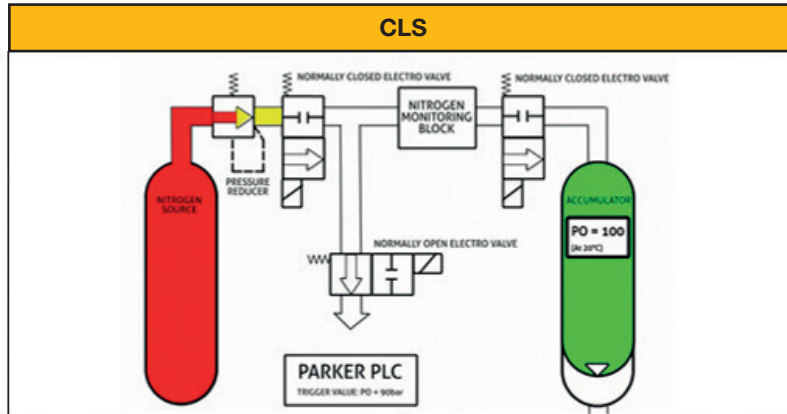 CLS
NORMALLY CLOSED ELECTRO VALVE
NORMALLY CLOSED ELECTRO VALVE
NITROGEN
MONITORING
BLOCK
PRESSURE
REDUCER
NITROGEN
SOURCE
ACCUMULATOR
PO = 100
(At 20°C)
NORMALLY OPEN ELECTRO VALVE
PARKER PLC
TRIGGER VALUE: PO = 90bar